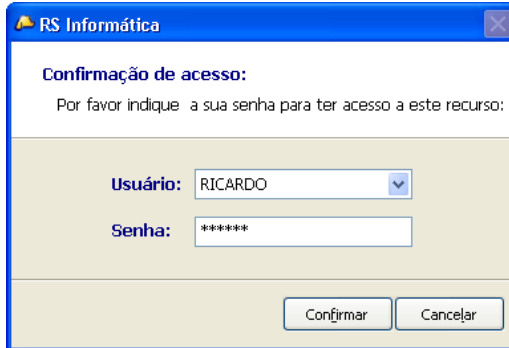 RS Informática
Confirmação de acesso:
Por favor indique a sua senha para ter acesso a este recurso:
Usuário: RICARDO
Senha: ******
Confirmar Cancelar